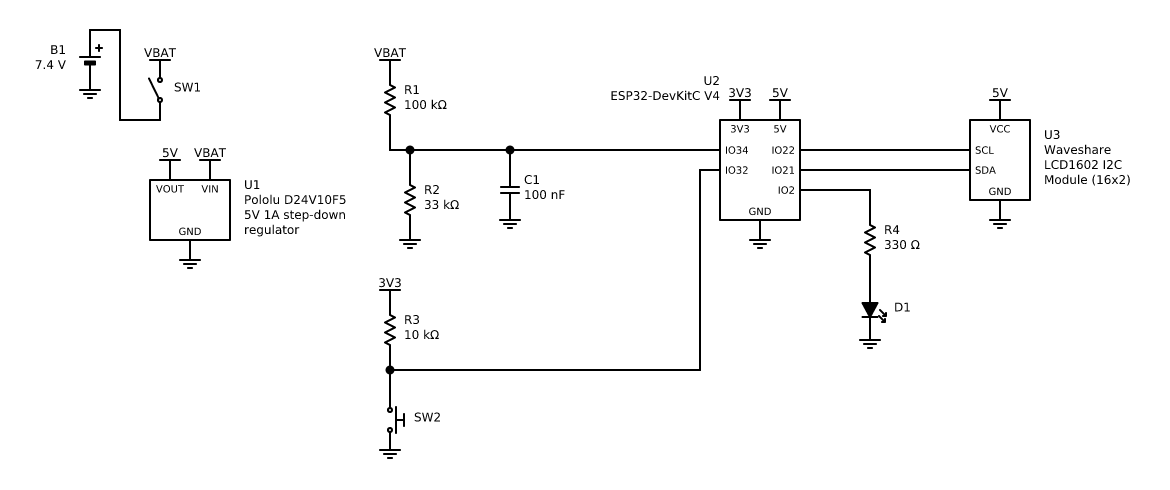 B1
7.4 V
+
VBAT
SW1
5V
VBAT
VOUT
VIN
GND
U1
Pololu D24V10F5
5V 1A step-down
regulator
VBAT
R1
100 kΩ
R2
33 kΩ
C1
100 nF
3V3
R3
10 kΩ
SW2
U2
ESP32-DevKitC V4
3V3
5V
3V3
5V
IO34
IO22
IO32
IO21
IO2
GND
R4
330 Ω
D1
5V
VCC
SCL
SDA
GND
U3
Waveshare
LCD1602 I2C
Module (16x2)